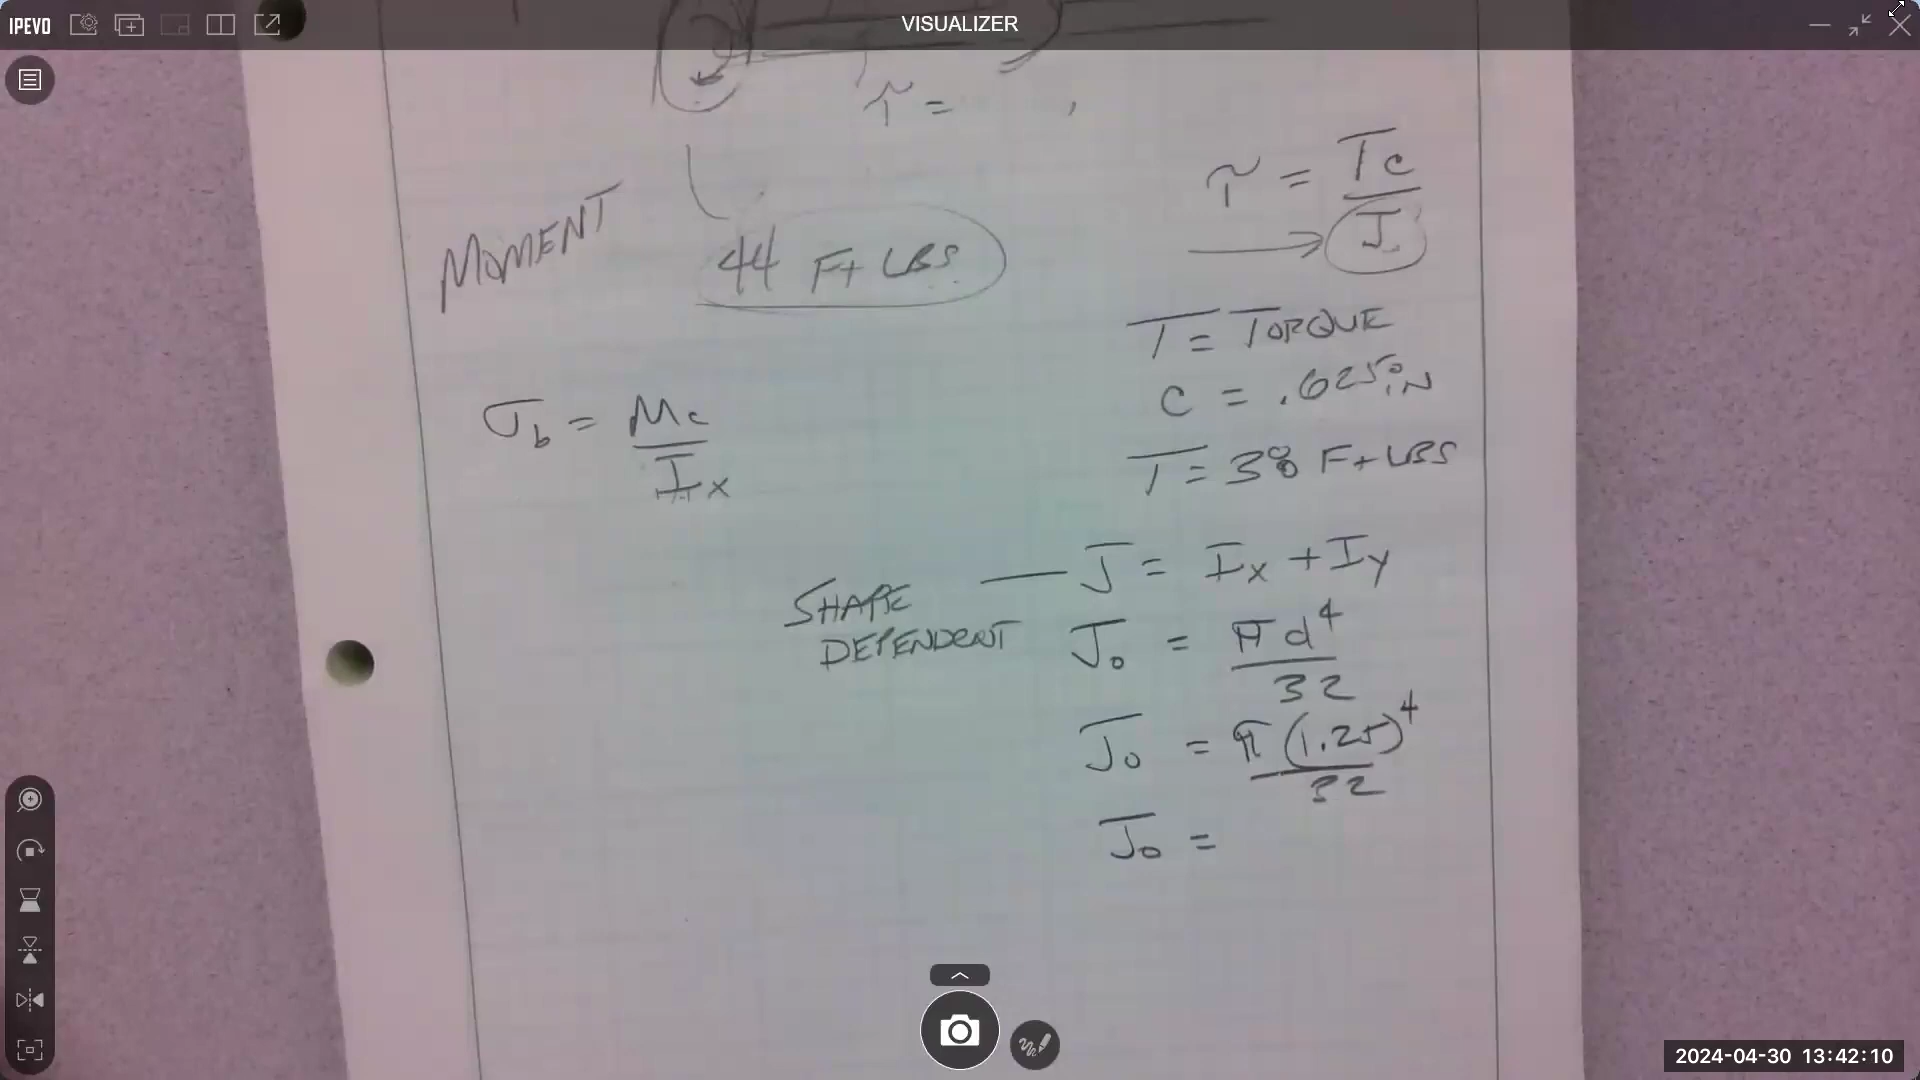 IPEVO
VISUALIZER
τ =
τ = Tc
J
MOMENT
44 Ft LBS
T = TORQUE
c = .625 IN
T = 38 Ft LBS
σb = Mc
Ix
SHAPE
DEPENDENT
J = Ix + Iy
Jo = πd⁴
32
Jo = π(1.25)⁴
32
Jo =
2024-04-30 13:42:10